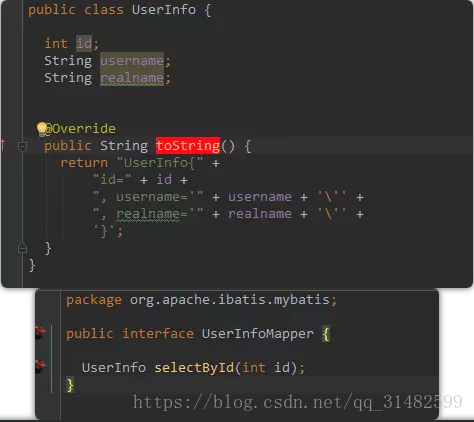 public class UserInfo {
int id;
String username;
String realname;
@Override
public String toString() {
return "UserInfo{" +
"id=" + id +
", username='" + username + '\'' +
", realname='" + realname + '\'' +
'}';
}
}
package org.apache.ibatis.mybatis;
public interface UserInfoMapper {
UserInfo selectById(int id);
}
https://blog.csdn.net/qq_31482599